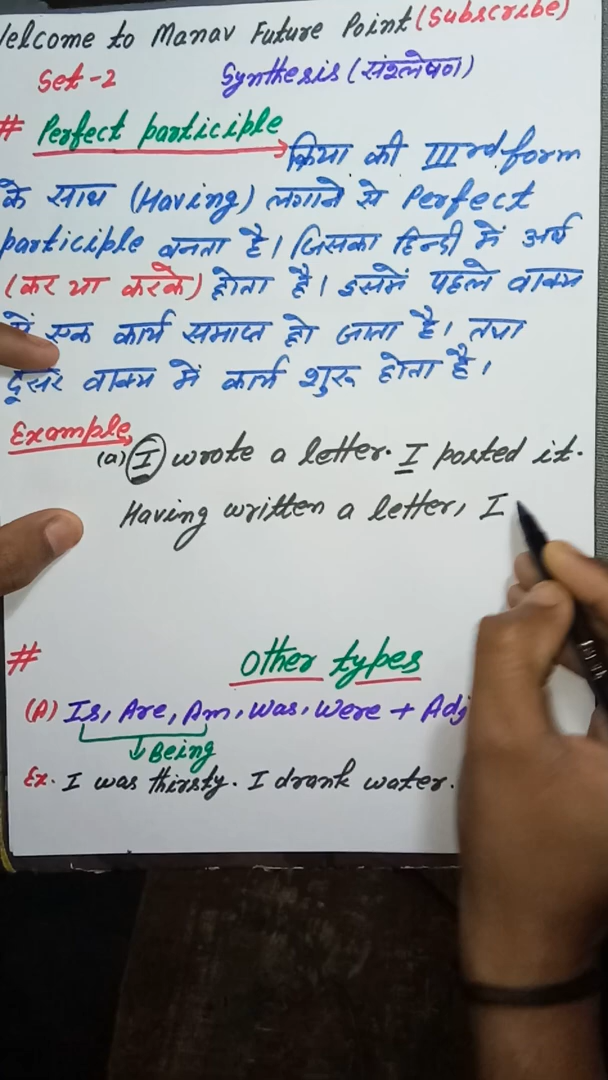 Welcome to Manav Future Point (Subscribe)
Set-2 Synthesis (संश्लेषण)
# Perfect participle → क्रिया की IIIrd form
के साथ (Having) लगाने से Perfect
participle बनता है। जिसका हिन्दी में अर्थ
(कर या करके) होता है। इसमें पहले वाक्य
में एक कार्य समाप्त हो जाता है। तथा
दूसरे वाक्य में कार्य शुरू होता है।
Example
(a) I wrote a letter. I posted it.
Having written a letter, I
# Other types
(A) Is, Are, Am, Was, Were + Adj
↓ Being
Ex. I was thirsty. I drank water.